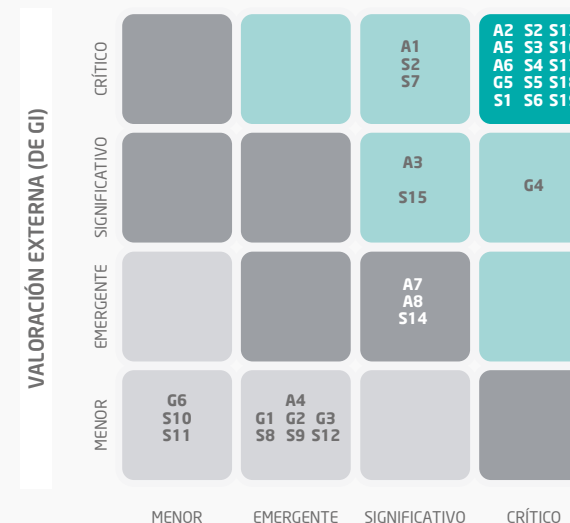 VALORACIÓN EXTERNA (DE GI)
CRÍTICO
A1
S2
S7
A2 S2
A5 S3
A6 S4
G5 S5
S1 S6
SIGNIFICATIVO
A3
S15
G4
EMERGENTE
A7
A8
S14
MENOR
G6
S10
S11
A4
G1 G2 G3
S8 S9 S12
MENOR EMERGENTE SIGNIFICATIVO CRÍTICO